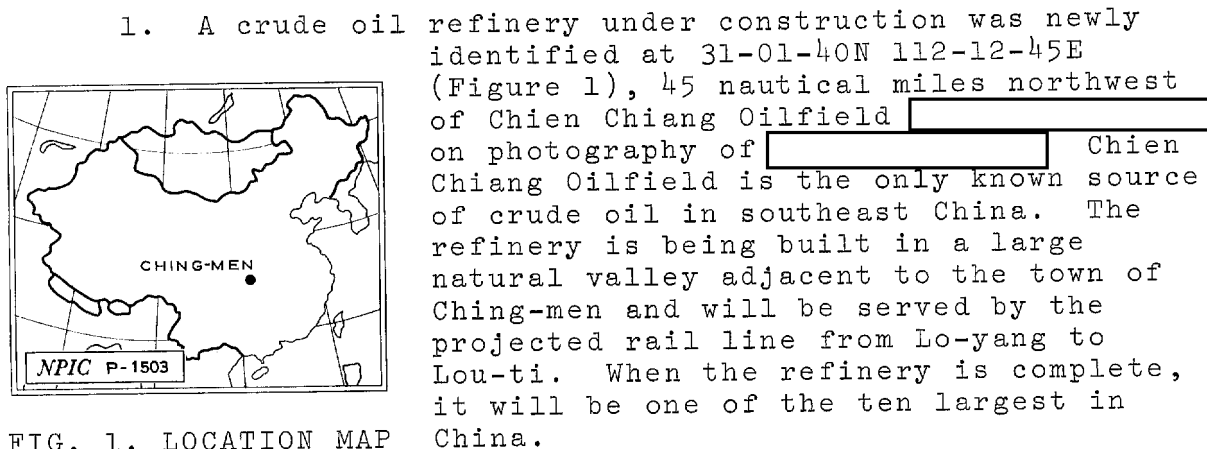 1. A crude oil refinery under construction was newly
identified at 31-01-40N 112-12-45E
(Figure 1), 45 nautical miles northwest
of Chien Chiang Oilfield
on photography of Chien
Chiang Oilfield is the only known source
of crude oil in southeast China. The
refinery is being built in a large
natural valley adjacent to the town of
Ching-men and will be served by the
projected rail line from Lo-yang to
Lou-ti. When the refinery is complete,
it will be one of the ten largest in
China.
CHING-MEN
NPIC P-1503
FIG. 1. LOCATION MAP